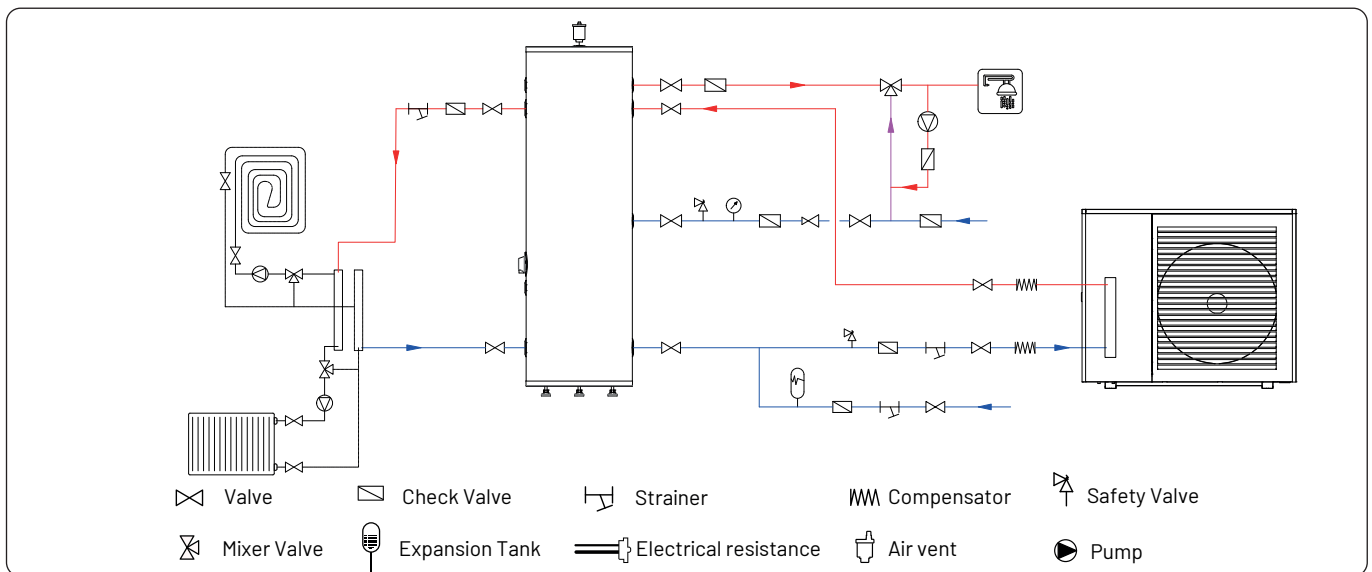 Valve Check Valve Strainer Compensator Safety Valve
Mixer Valve Expansion Tank Electrical resistance Air vent Pump